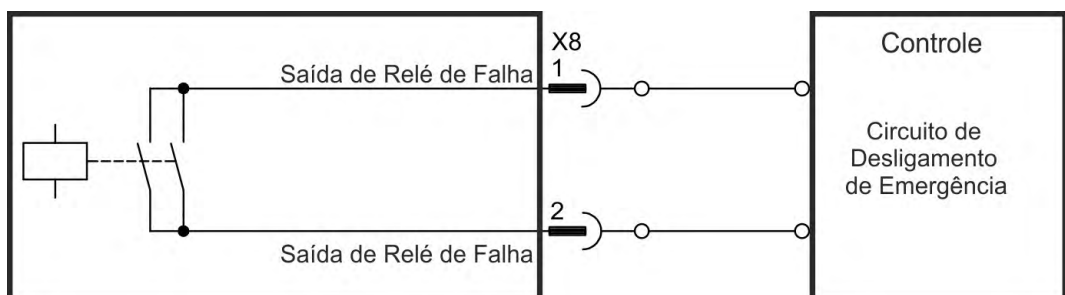 X8
Saída de Relé de Falha
1
2
Saída de Relé de Falha
Controle
Circuito de
Desligamento
de Emergência